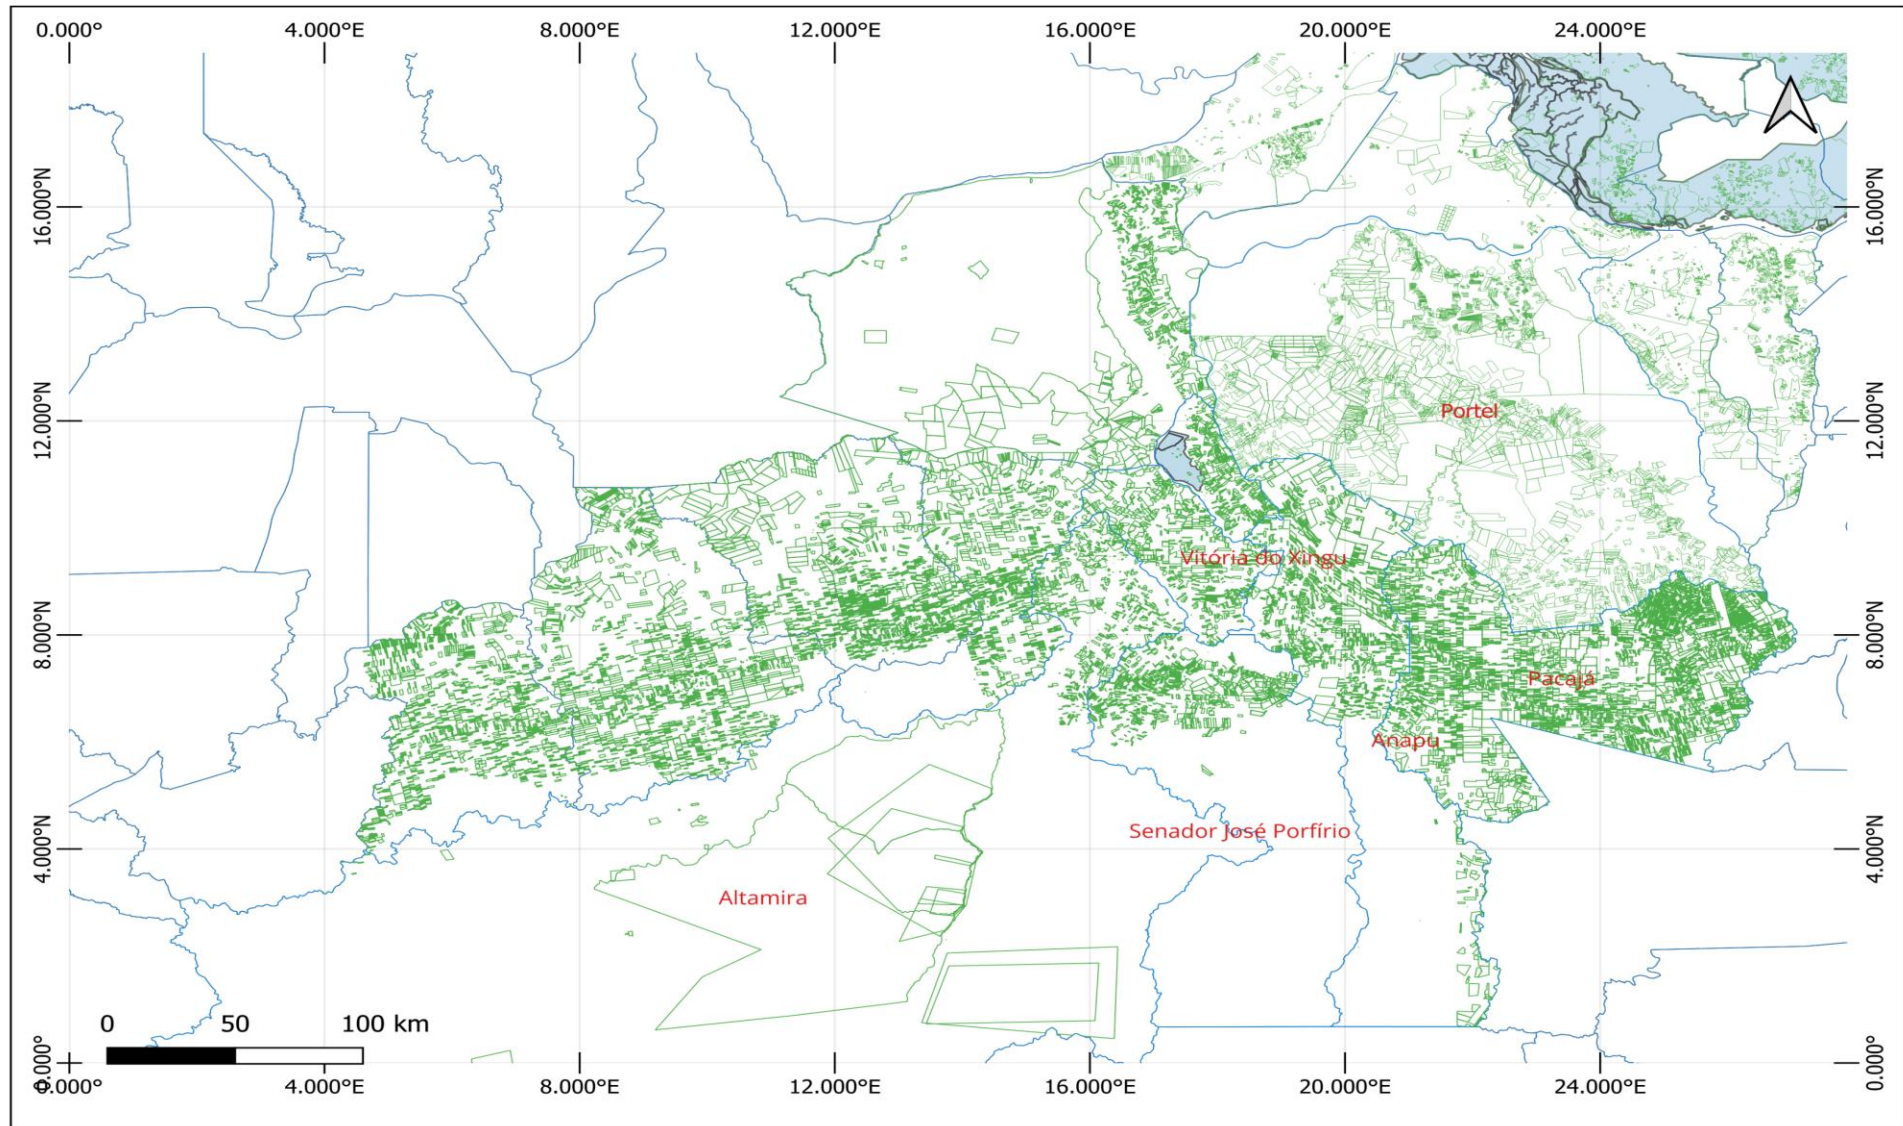 0.000° 4.000°E 8.000°E 12.000°E 16.000°E 20.000°E 24.000°E
16.000°N 16.000°N
12.000°N 12.000°N
Portel
Vitória do Xingu
8.000°N 8.000°N
Pacajá
Anapu
Senador José Porfírio
4.000°N 4.000°N
Altamira
0 50 100 km
0.000° 0.000°
0.000°E 4.000°E 8.000°E 12.000°E 16.000°E 20.000°E 24.000°E